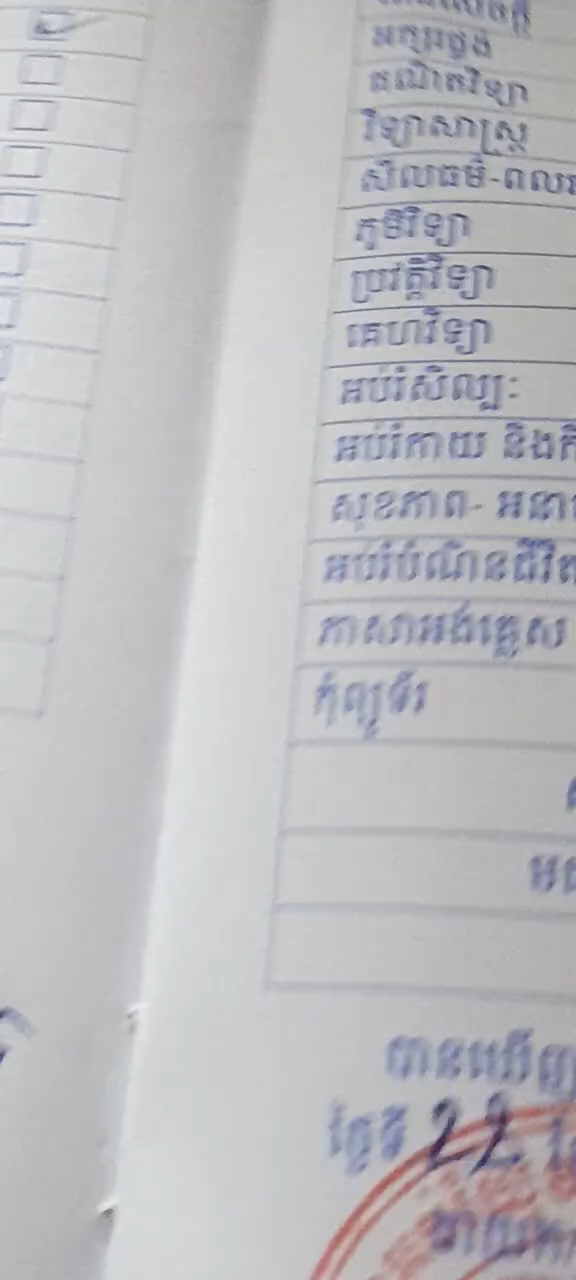 អក្សរផ្ចង់
គណិតវិទ្យា
វិទ្យាសាស្ត្រ
សីលធម៌-ពលរ
ភូមិវិទ្យា
ប្រវត្តិវិទ្យា
គេហវិទ្យា
អប់រំសិល្បៈ
អប់រំកាយ និងកី
សុខភាព- អនា
អប់រំបំណិនជីវិត
ភាសាអង់គ្លេស
កុំព្យូទ័រ
បានឃើញ
ថ្ងៃទី 22
នាយក